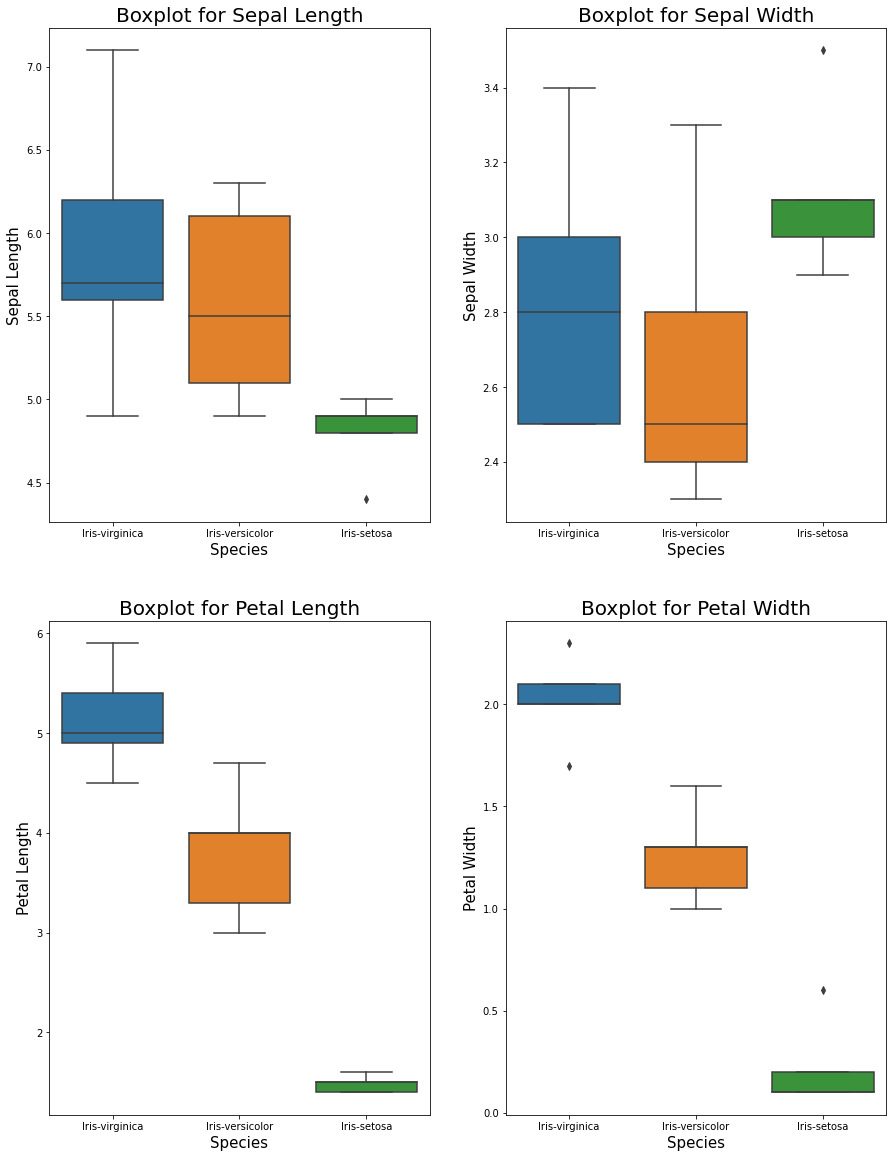 Boxplot for Sepal Length
Sepal Length
7.0
6.5
6.0
5.5
5.0
4.5
Iris-virginica Iris-versicolor Iris-setosa
Species
Boxplot for Sepal Width
Sepal Width
3.4
3.2
3.0
2.8
2.6
2.4
Iris-virginica Iris-versicolor Iris-setosa
Species
Boxplot for Petal Length
Petal Length
6
5
4
3
2
Iris-virginica Iris-versicolor Iris-setosa
Species
Boxplot for Petal Width
Petal Width
2.0
1.5
1.0
0.5
0.0
Iris-virginica Iris-versicolor Iris-setosa
Species